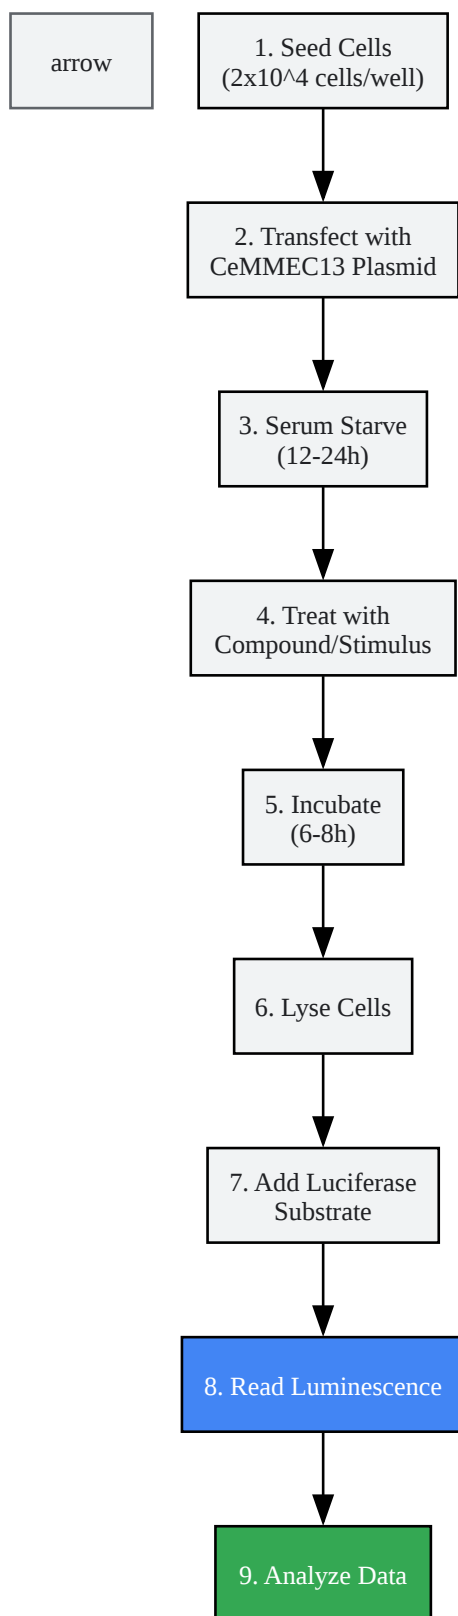 arrow
1. Seed Cells
(2x10^4 cells/well)
2. Transfect with
CeMMEC13 Plasmid
3. Serum Starve
(12-24h)
4. Treat with
Compound/Stimulus
5. Incubate
(6-8h)
6. Lyse Cells
7. Add Luciferase
Substrate
8. Read Luminescence
9. Analyze Data